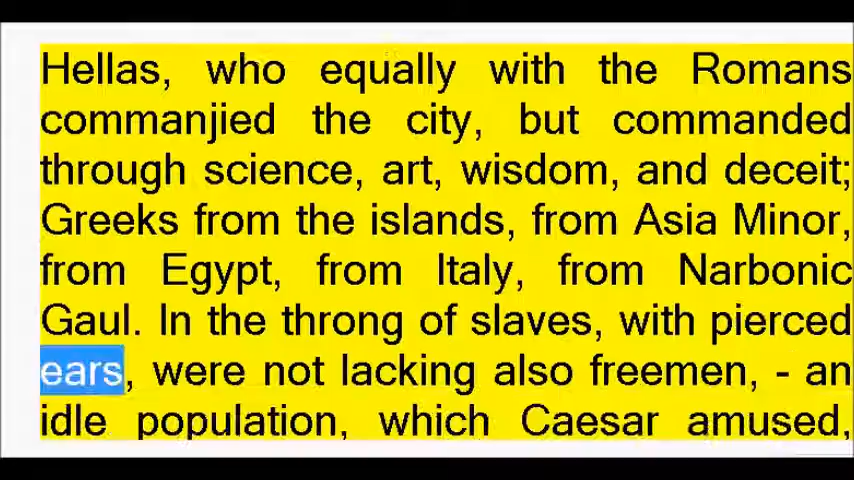 Hellas, who equally with the Romans
commanjied the city, but commanded
through science, art, wisdom, and deceit;
Greeks from the islands, from Asia Minor,
from Egypt, from Italy, from Narbonic
Gaul. In the throng of slaves, with pierced
ears, were not lacking also freemen, - an
idle population, which Caesar amused,